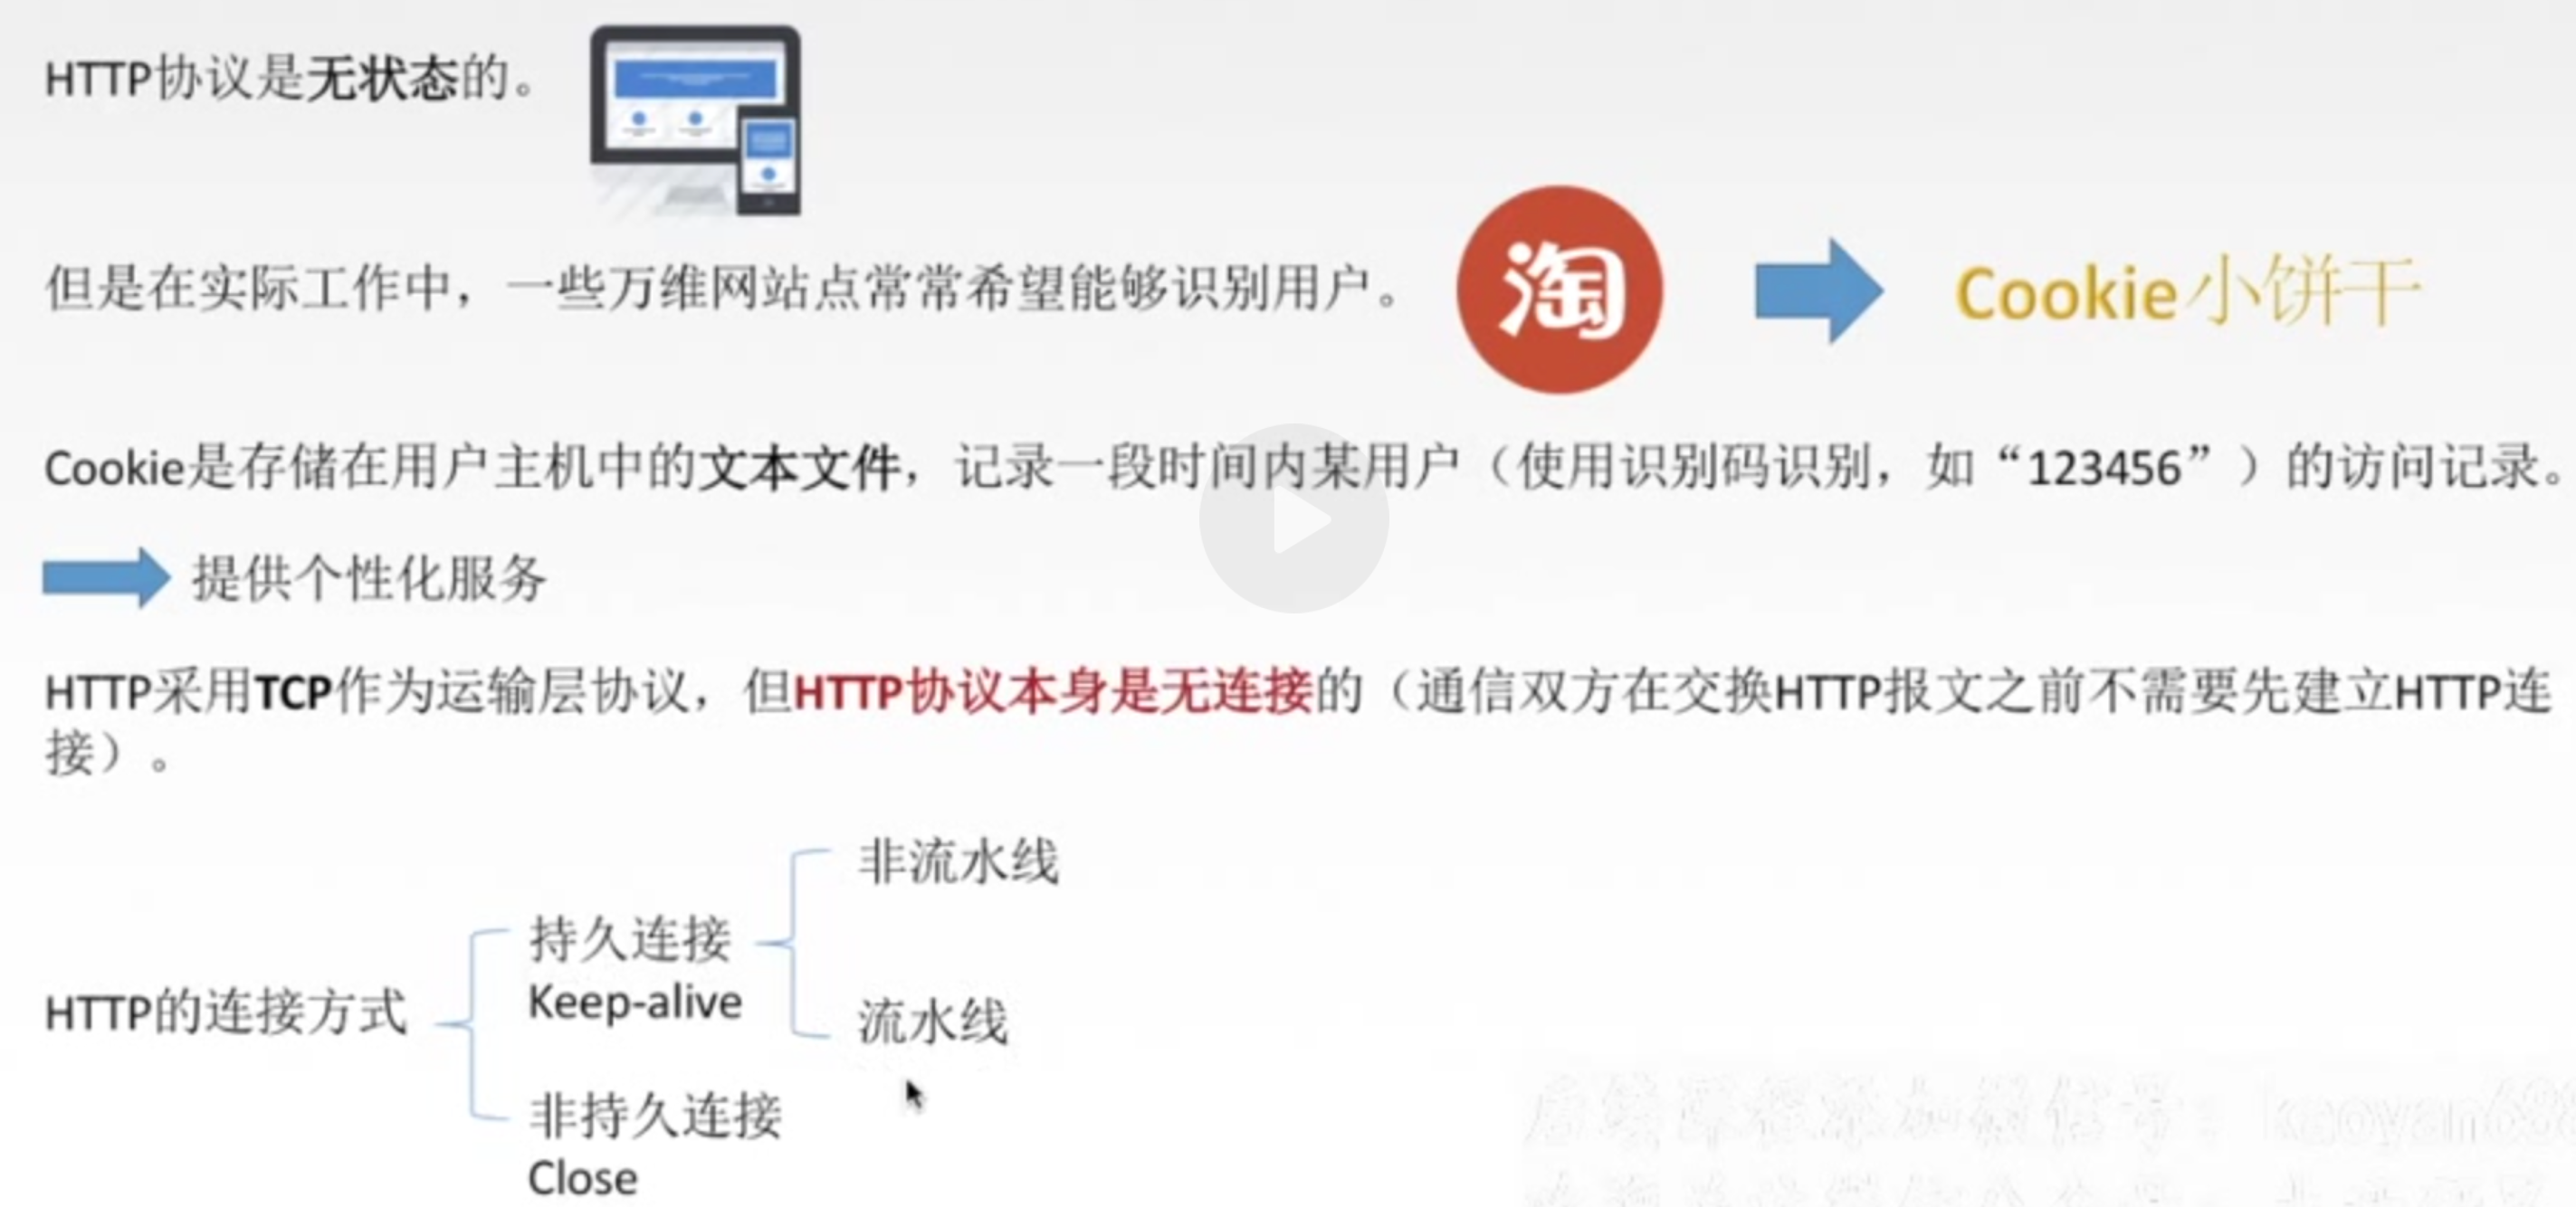 HTTP协议是无状态的。
但是在实际工作中，一些万维网站点常常希望能够识别用户。
淘
Cookie小饼干
Cookie是存储在用户主机中的文本文件，记录一段时间内某用户（使用识别码识别，如“123456”）的访问记录。
提供个性化服务
HTTP采用TCP作为运输层协议，但HTTP协议本身是无连接的（通信双方在交换HTTP报文之前不需要先建立HTTP连
接）。
非流水线
持久连接
Keep-alive
HTTP的连接方式
流水线
非持久连接
Close